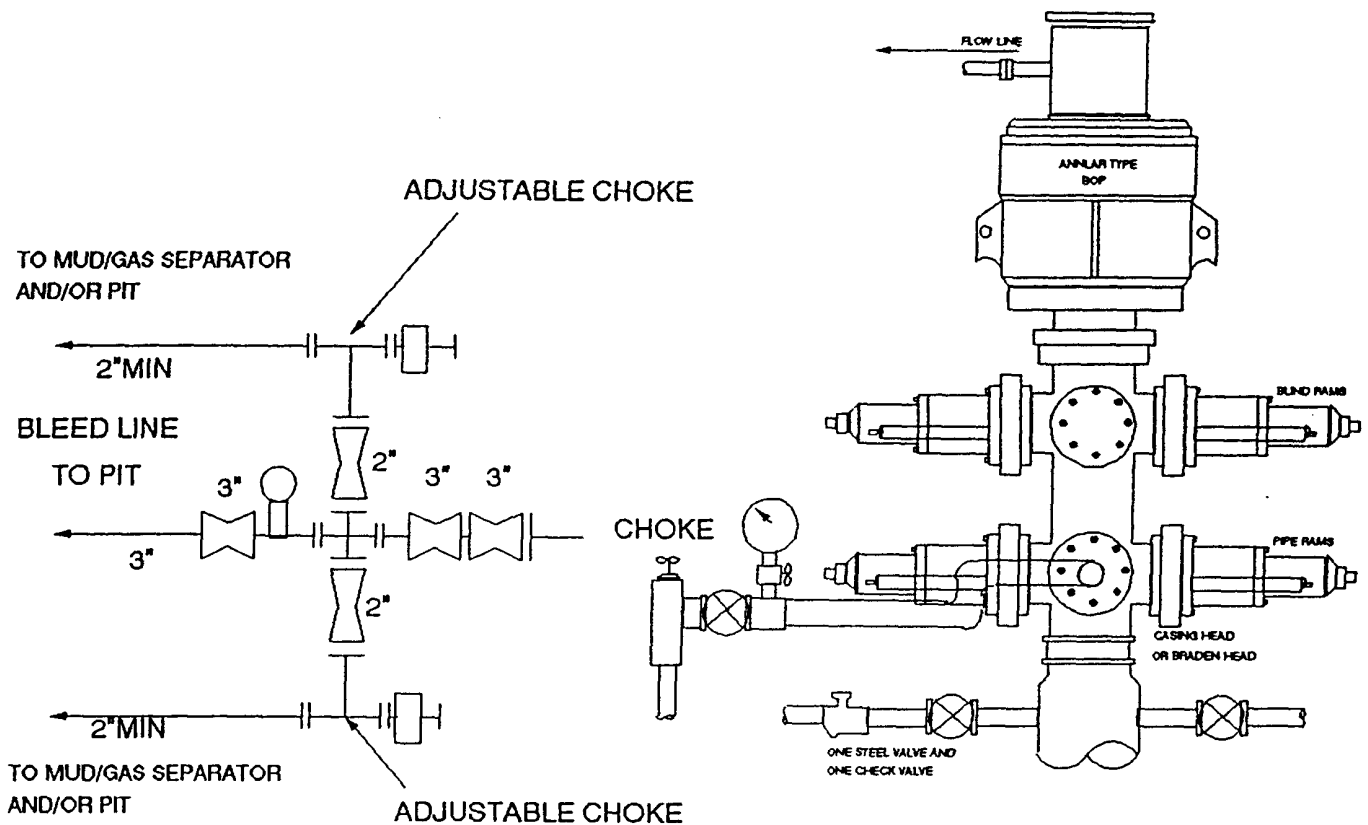 FLOW LINE
ANNLAR TYPE
BOP
ADJUSTABLE CHOKE
TO MUD/GAS SEPARATOR
AND/OR PIT
2" MIN
BLEED LINE
TO PIT
2"
3"
3" 3"
3"
2"
BLIND RAMS
CHOKE
PIPE RAMS
CASING HEAD
OR BRADEN HEAD
2" MIN
TO MUD/GAS SEPARATOR
AND/OR PIT
ADJUSTABLE CHOKE
ONE STEEL VALVE AND
ONE CHECK VALVE